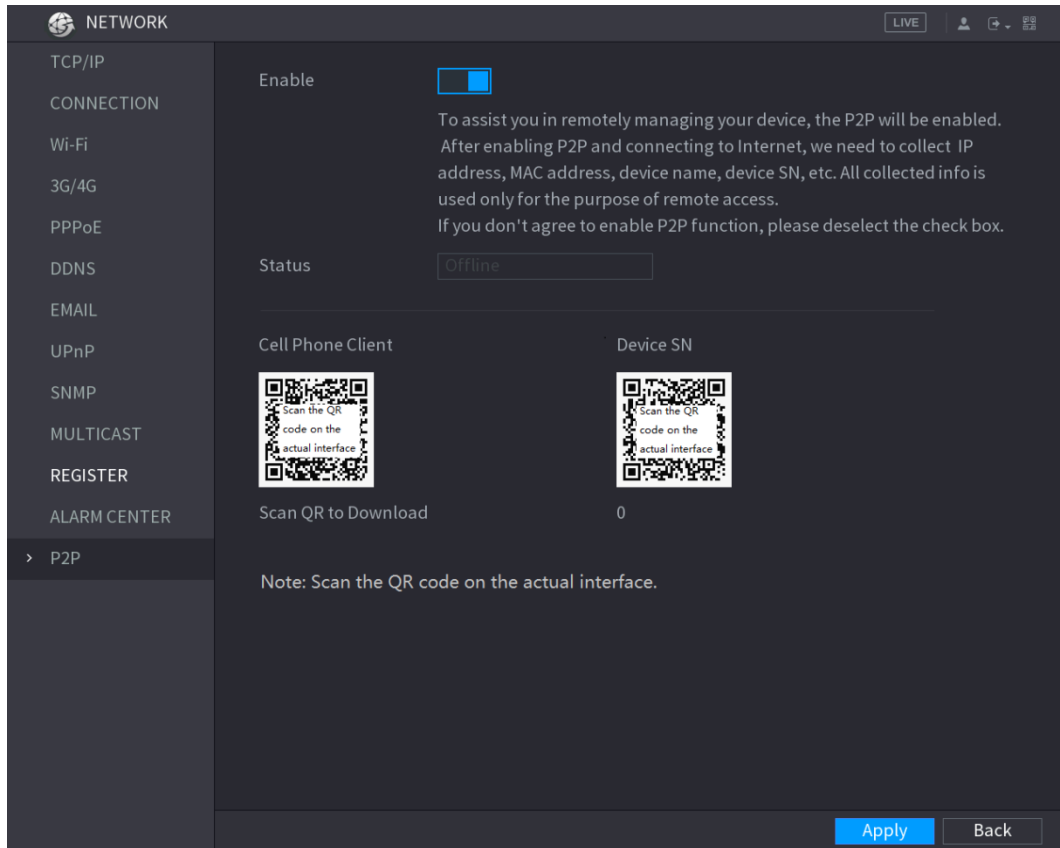 NETWORK
LIVE
TCP/IP
CONNECTION
Wi-Fi
3G/4G
PPPoE
DDNS
EMAIL
UPnP
SNMP
MULTICAST
REGISTER
ALARM CENTER
> P2P
Enable
To assist you in remotely managing your device, the P2P will be enabled.
After enabling P2P and connecting to Internet, we need to collect IP
address, MAC address, device name, device SN, etc. All collected info is
used only for the purpose of remote access.
If you don't agree to enable P2P function, please deselect the check box.
Status
Offline
Cell Phone Client
Scan the QR
code on the
actual interface
Scan QR to Download
Device SN
Scan the QR
code on the
actual interface
0
Note: Scan the QR code on the actual interface.
Apply
Back